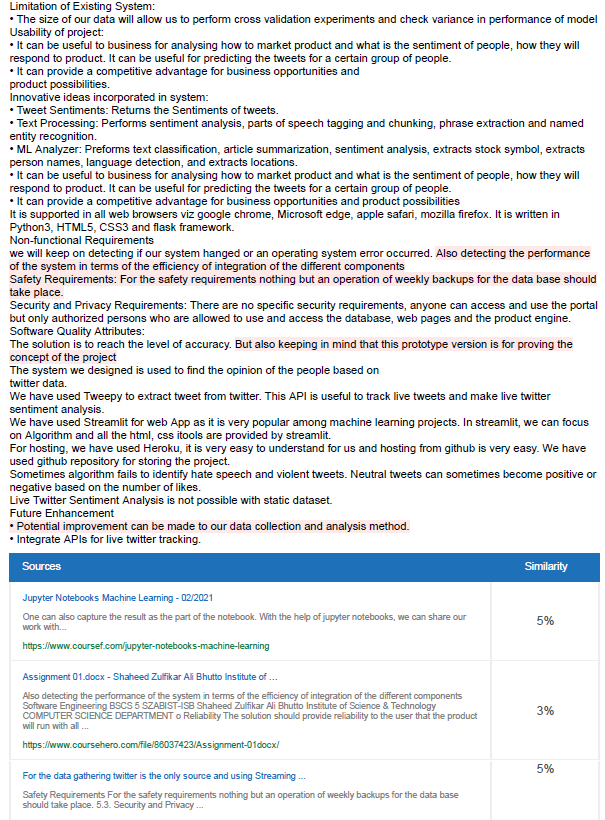 Limitation of Existing System:
• The size of our data will allow us to perform cross validation experiments and check variance in performance of model
Usability of project:
• It can be useful to business for analysing how to market product and what is the sentiment of people, how they will
respond to product. It can be useful for predicting the tweets for a certain group of people.
• It can provide a competitive advantage for business opportunities and
product possibilities.
Innovative ideas incorporated in system:
• Tweet Sentiments: Returns the Sentiments of tweets.
• Text Processing: Performs sentiment analysis, parts of speech tagging and chunking, phrase extraction and named
entity recognition.
• ML Analyzer: Preforms text classification, article summarization, sentiment analysis, extracts stock symbol, extracts
person names, language detection, and extracts locations.
• It can be useful to business for analysing how to market product and what is the sentiment of people, how they will
respond to product. It can be useful for predicting the tweets for a certain group of people.
• It can provide a competitive advantage for business opportunities and product possibilities
It is supported in all web browsers viz google chrome, Microsoft edge, apple safari, mozilla firefox. It is written in
Python3, HTML5, CSS3 and flask framework.
Non-functional Requirements
we will keep on detecting if our system hanged or an operating system error occurred. Also detecting the performance
of the system in terms of the efficiency of integration of the different components
Safety Requirements: For the safety requirements nothing but an operation of weekly backups for the data base should
take place.
Security and Privacy Requirements: There are no specific security requirements, anyone can access and use the portal
but only authorized persons who are allowed to use and access the database, web pages and the product engine.
Software Quality Attributes:
The solution is to reach the level of accuracy. But also keeping in mind that this prototype version is for proving the
concept of the project
The system we designed is used to find the opinion of the people based on
twitter data.
We have used Tweepy to extract tweet from twitter. This API is useful to track live tweets and make live twitter
sentiment analysis.
We have used Streamlit for web App as it is very popular among machine learning projects. In streamlit, we can focus
on Algorithm and all the html, css itools are provided by streamlit.
For hosting, we have used Heroku, it is very easy to understand for us and hosting from github is very easy. We have
used github repository for storing the project.
Sometimes algorithm fails to identify hate speech and violent tweets. Neutral tweets can sometimes become positive or
negative based on the number of likes.
Live Twitter Sentiment Analysis is not possible with static dataset.
Future Enhancement
• Potential improvement can be made to our data collection and analysis method.
• Integrate APIs for live twitter tracking.
Sources Similarity
Jupyter Notebooks Machine Learning - 02/2021
One can also capture the result as the part of the notebook. With the help of jupyter notebooks, we can share our
work with...
5%
https://www.coursef.com/jupyter-notebooks-machine-learning
Assignment 01.docx - Shaheed Zulfikar Ali Bhutto Institute of ...
Also detecting the performance of the system in terms of the efficiency of integration of the different components
Software Engineering BSCS 5 SZABIST-ISB Shaheed Zulfikar Ali Bhutto Institute of Science & Technology
COMPUTER SCIENCE DEPARTMENT o Reliability The solution should provide reliability to the user that the product
will run with all ...
3%
https://www.coursehero.com/file/86037423/Assignment-01docx/
For the data gathering twitter is the only source and using Streaming ...
5%
Safety Requirements For the safety requirements nothing but an operation of weekly backups for the data base
should take place. 5.3. Security and Privacy ...